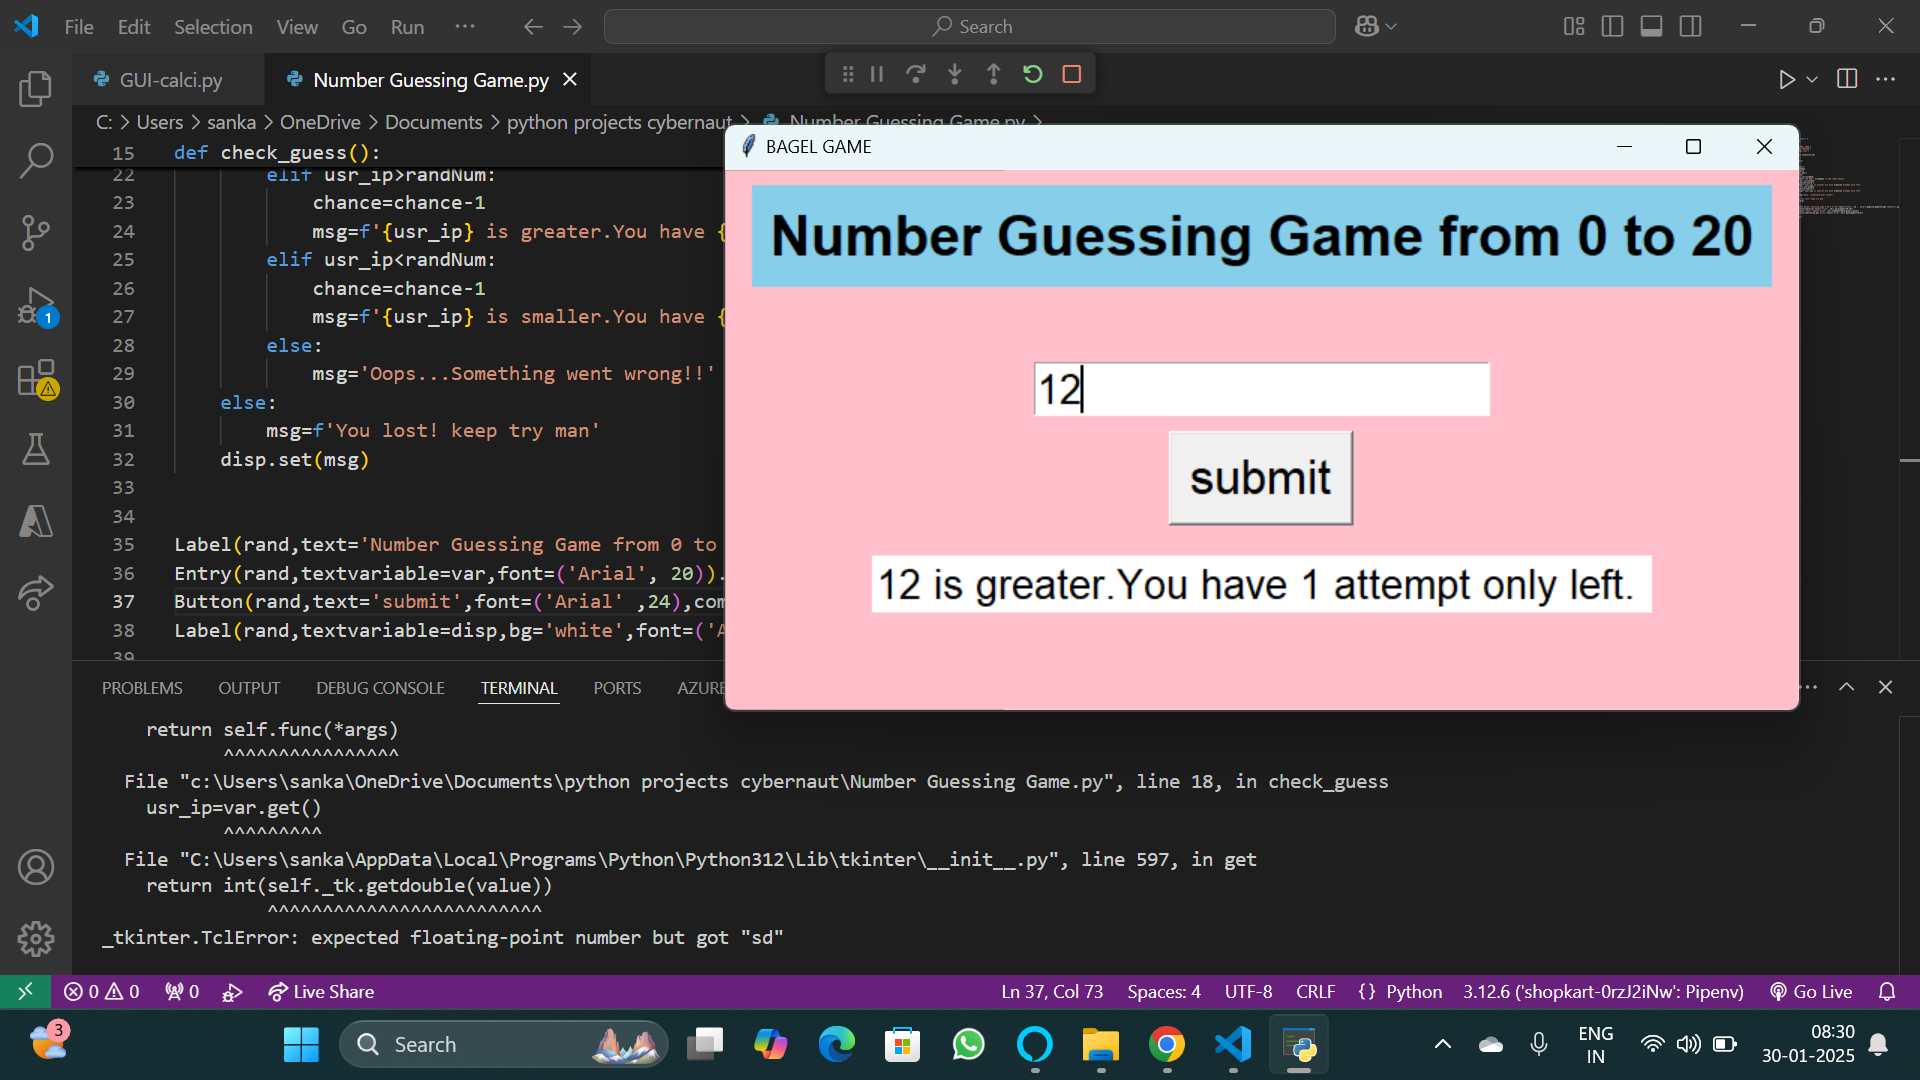 File Edit Selection View Go Run ··· Search
GUI-calci.py Number Guessing Game.py
C: > Users > sanka > OneDrive > Documents > python projects cybernaut > Number Guessing Game.py >
15 def check_guess():
22 elif usr_ip>randNum:
23 chance=chance-1
24 msg=f'{usr_ip} is greater.You have {
25 elif usr_ip<randNum:
26 chance=chance-1
27 msg=f'{usr_ip} is smaller.You have {
28 else:
29 msg='Oops...Something went wrong!!'
30 else:
31 msg=f'You lost! keep try man'
32 disp.set(msg)
33
34
35 Label(rand,text='Number Guessing Game from 0 to
36 Entry(rand,textvariable=var,font=('Arial', 20)).
37 Button(rand,text='submit',font=('Arial' ,24),com
38 Label(rand,textvariable=disp,bg='white',font=('A
39
BAGEL GAME
Number Guessing Game from 0 to 20
12
submit
12 is greater.You have 1 attempt only left.
1
PROBLEMS OUTPUT DEBUG CONSOLE TERMINAL PORTS AZURE
return self.func(*args)
^^^^^^^^^^^^^^^^
File "c:\Users\sanka\OneDrive\Documents\python projects cybernaut\Number Guessing Game.py", line 18, in check_guess
usr_ip=var.get()
^^^^^^^^^
File "C:\Users\sanka\AppData\Local\Programs\Python\Python312\Lib\tkinter\__init__.py", line 597, in get
return int(self._tk.getdouble(value))
^^^^^^^^^^^^^^^^^^^^^^^^^
_tkinter.TclError: expected floating-point number but got "sd"
0 0 0 Live Share Ln 37, Col 73 Spaces: 4 UTF-8 CRLF {} Python 3.12.6 ('shopkart-0rzJ2iNw': Pipenv) Go Live
3 Search ENG 08:30
IN 30-01-2025